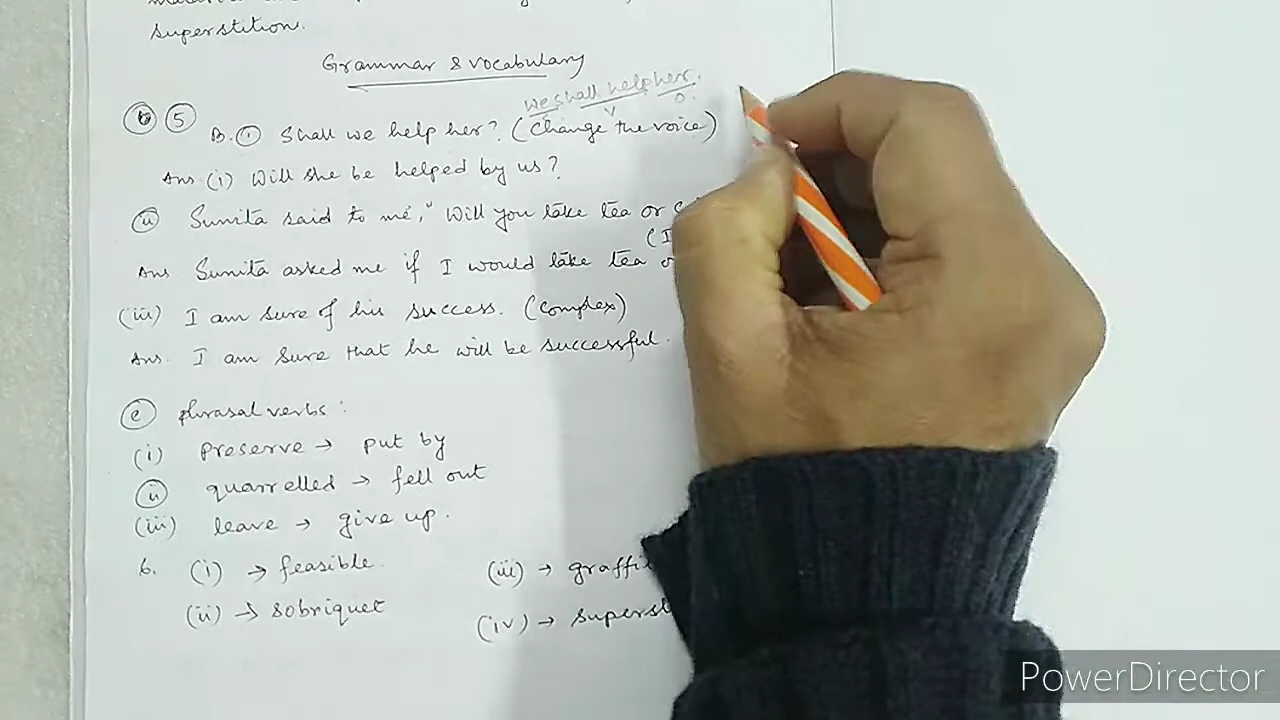 superstition.
Grammar & Vocabulary
We shall help her.
V O.
(b) (5) B. (i) Shall we help her? (Change the voice)
Ans. (i) Will she be helped by us?
(ii) Sunita said to me, "Will you take tea or
(I
Ans Sunita asked me if I would take tea
(iii) I am sure of his success. (Complex)
Ans. I am sure that he will be successful.
(c) phrasal verbs:
(i) preserve → put by
(ii) quarrelled → fell out
(iii) leave → give up.
6. (i) → feasible. (iii) →
(ii) → sobriquet (iv) →
PowerDirector